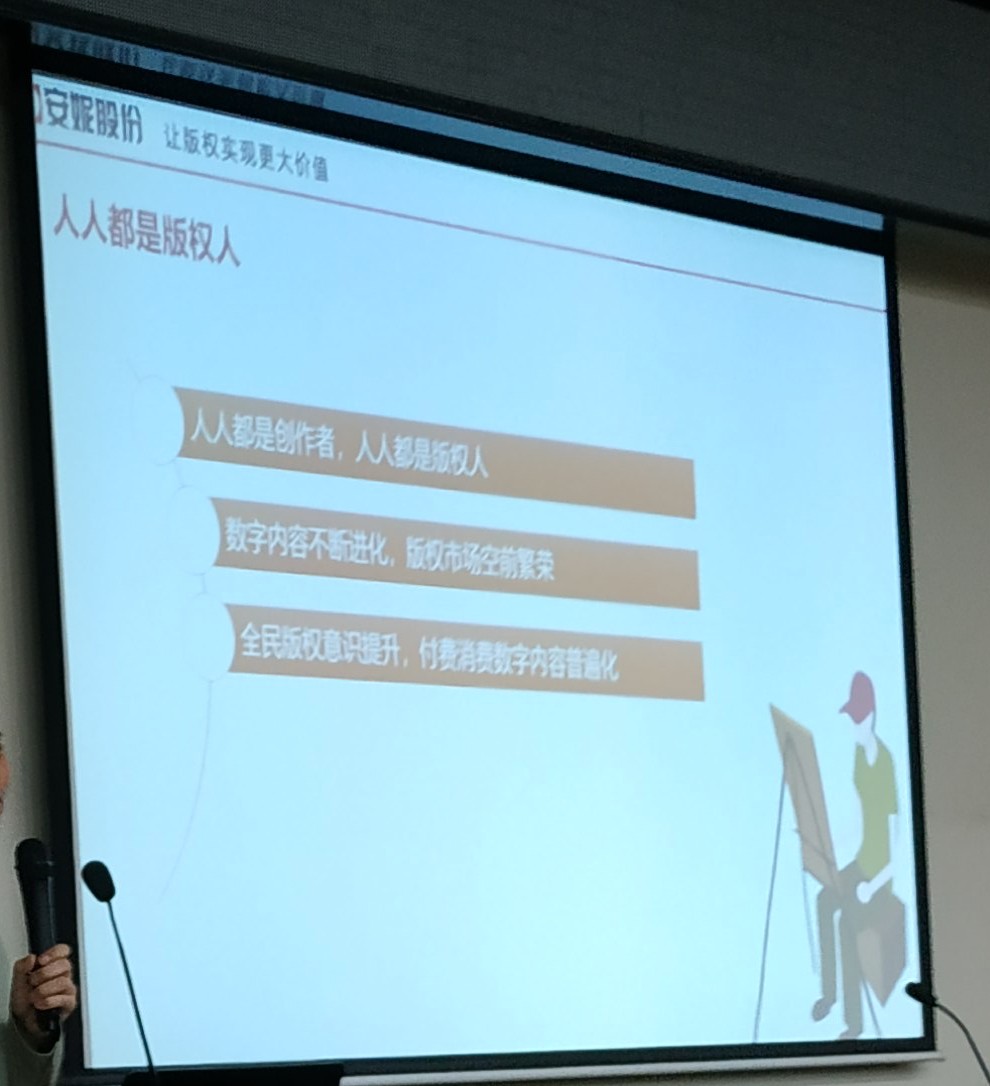 安妮股份 让版权实现更大价值
人人都是版权人
人人都是创作者，人人都是版权人
数字内容不断进化，版权市场空前繁荣
全民版权意识提升，付费消费数字内容普遍化